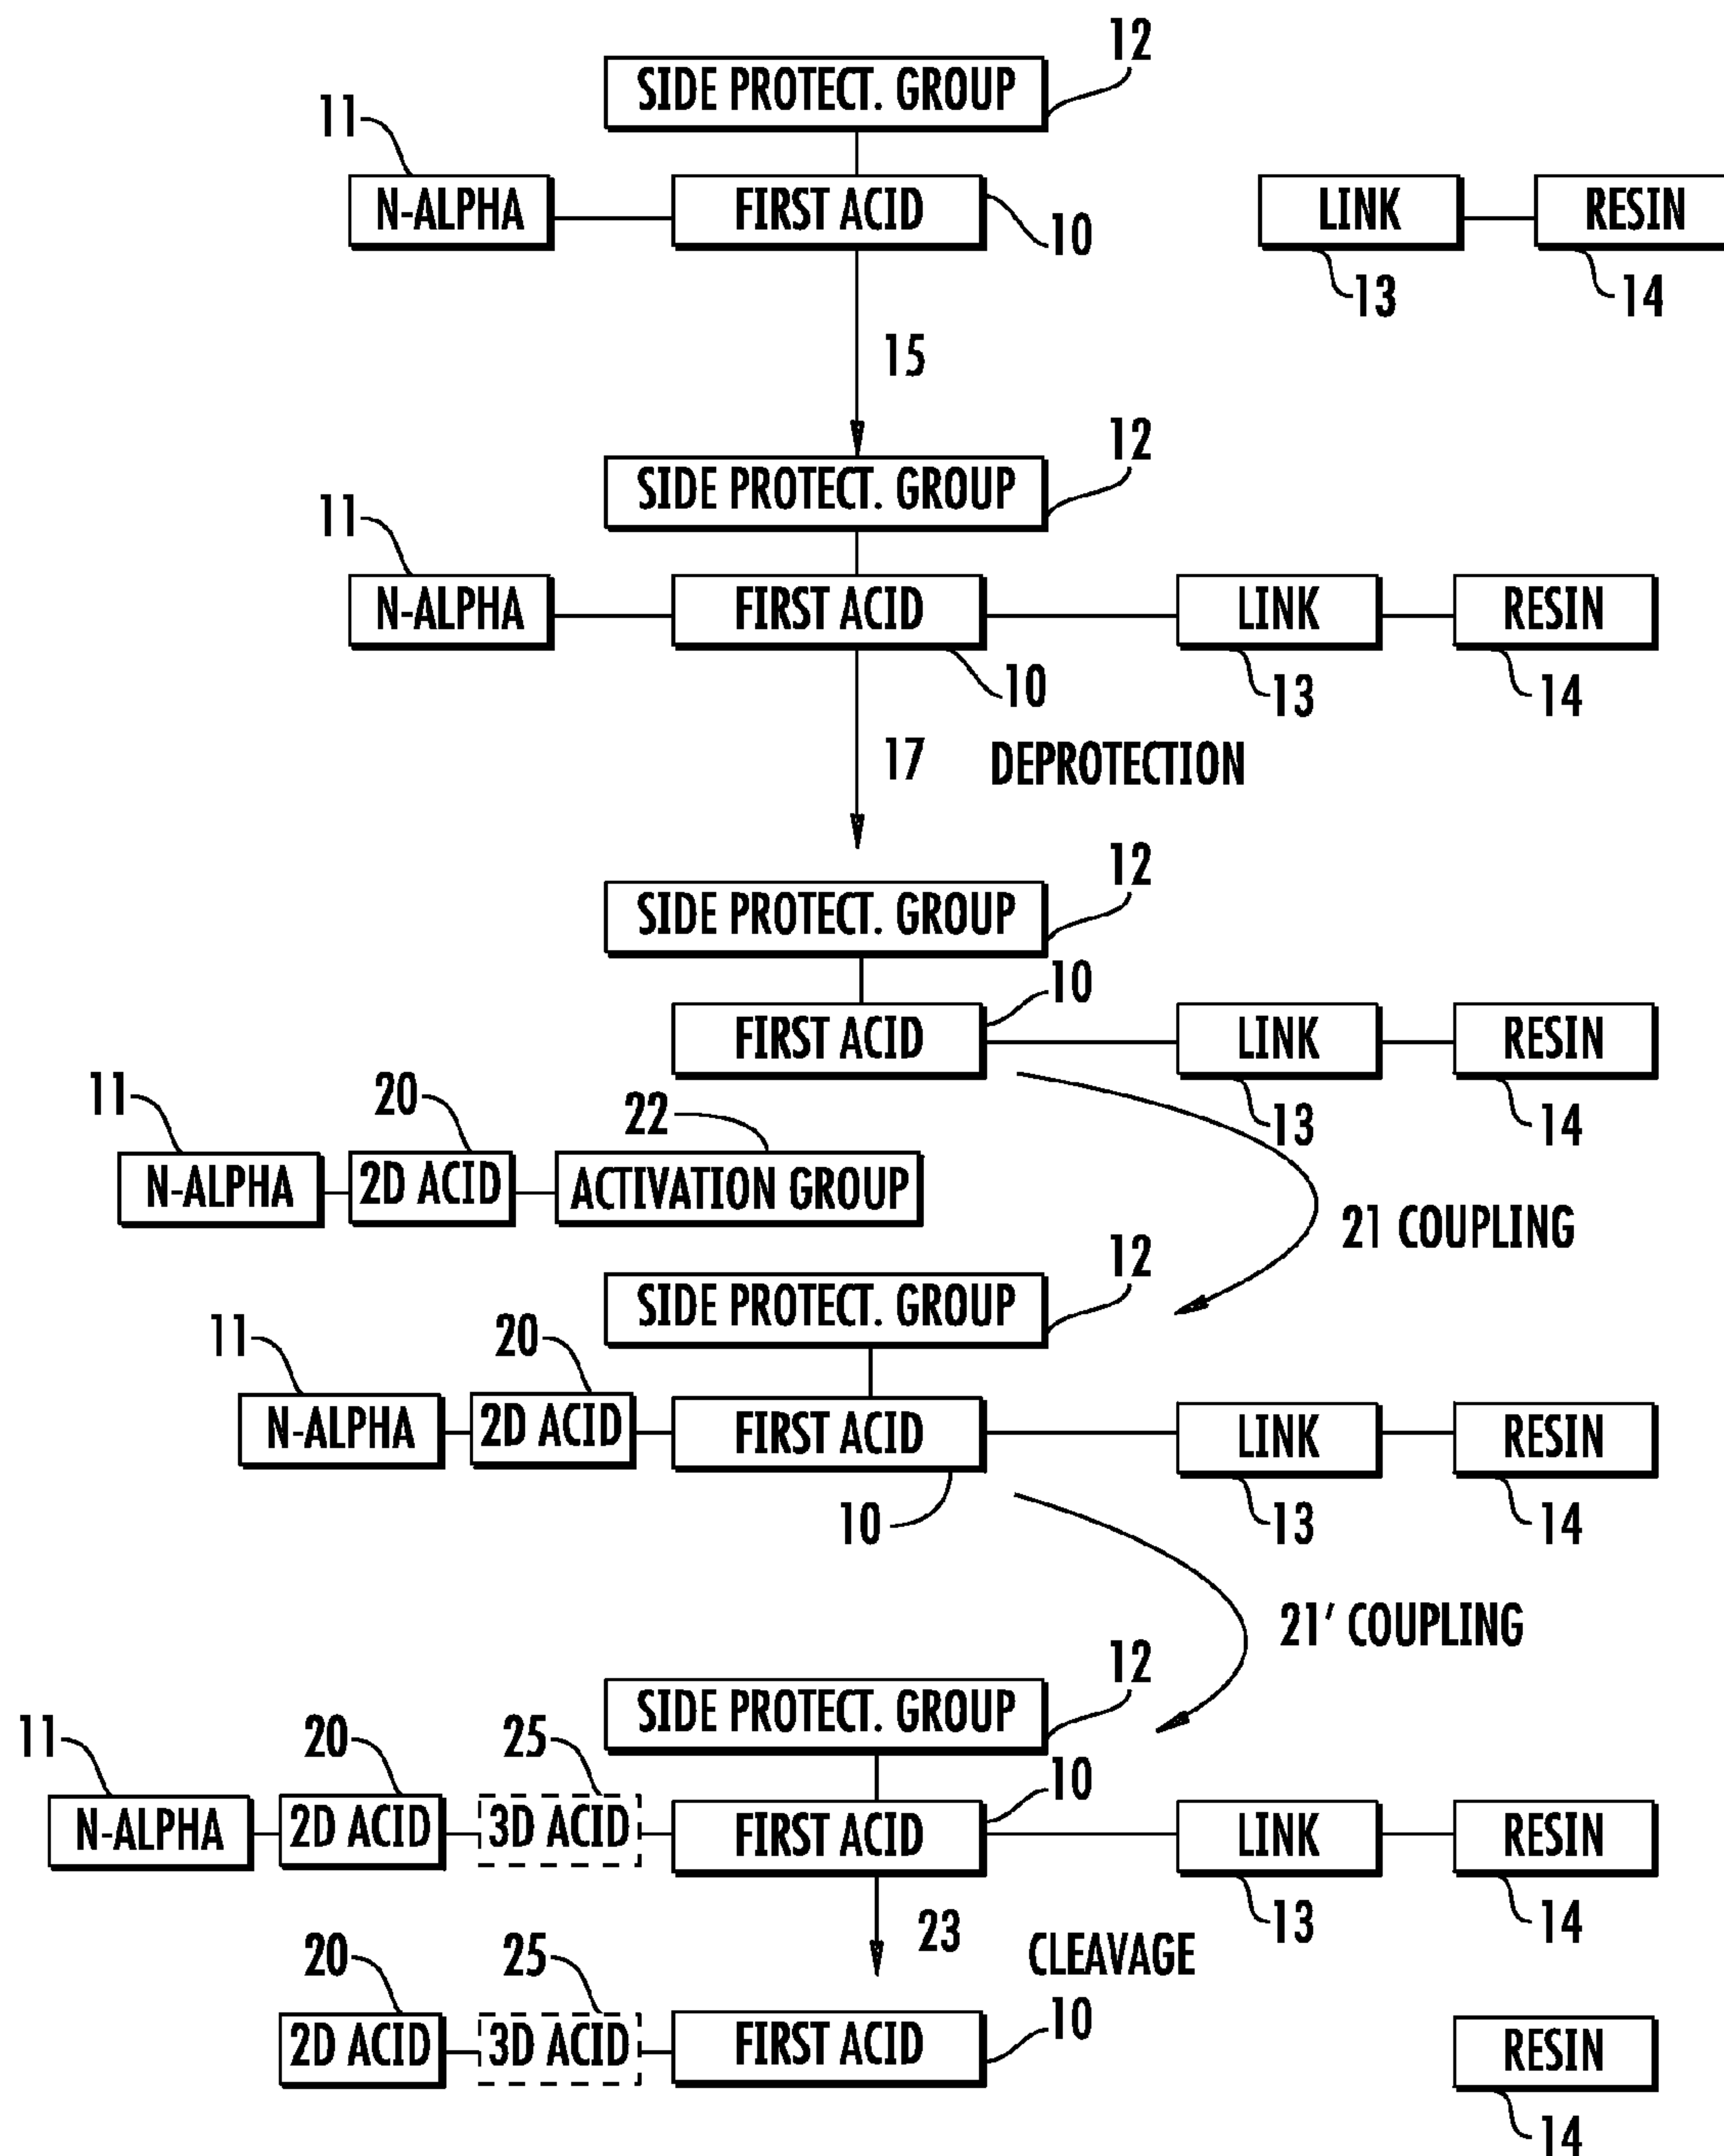 12
SIDE PROTECT. GROUP
11
N-ALPHA
FIRST ACID
10
LINK
RESIN
13
14
15
12
SIDE PROTECT. GROUP
11
N-ALPHA
FIRST ACID
LINK
RESIN
10
13
14
17 DEPROTECTION
12
SIDE PROTECT. GROUP
10
FIRST ACID
LINK
RESIN
13
14
11
20
22
N-ALPHA
2D ACID
ACTIVATION GROUP
21 COUPLING
12
SIDE PROTECT. GROUP
11
20
N-ALPHA
2D ACID
FIRST ACID
LINK
RESIN
10
13
14
21' COUPLING
12
SIDE PROTECT. GROUP
11
20
25
10
N-ALPHA
2D ACID
3D ACID
FIRST ACID
LINK
RESIN
13
14
23 CLEAVAGE
20
25
10
2D ACID
3D ACID
FIRST ACID
RESIN
14